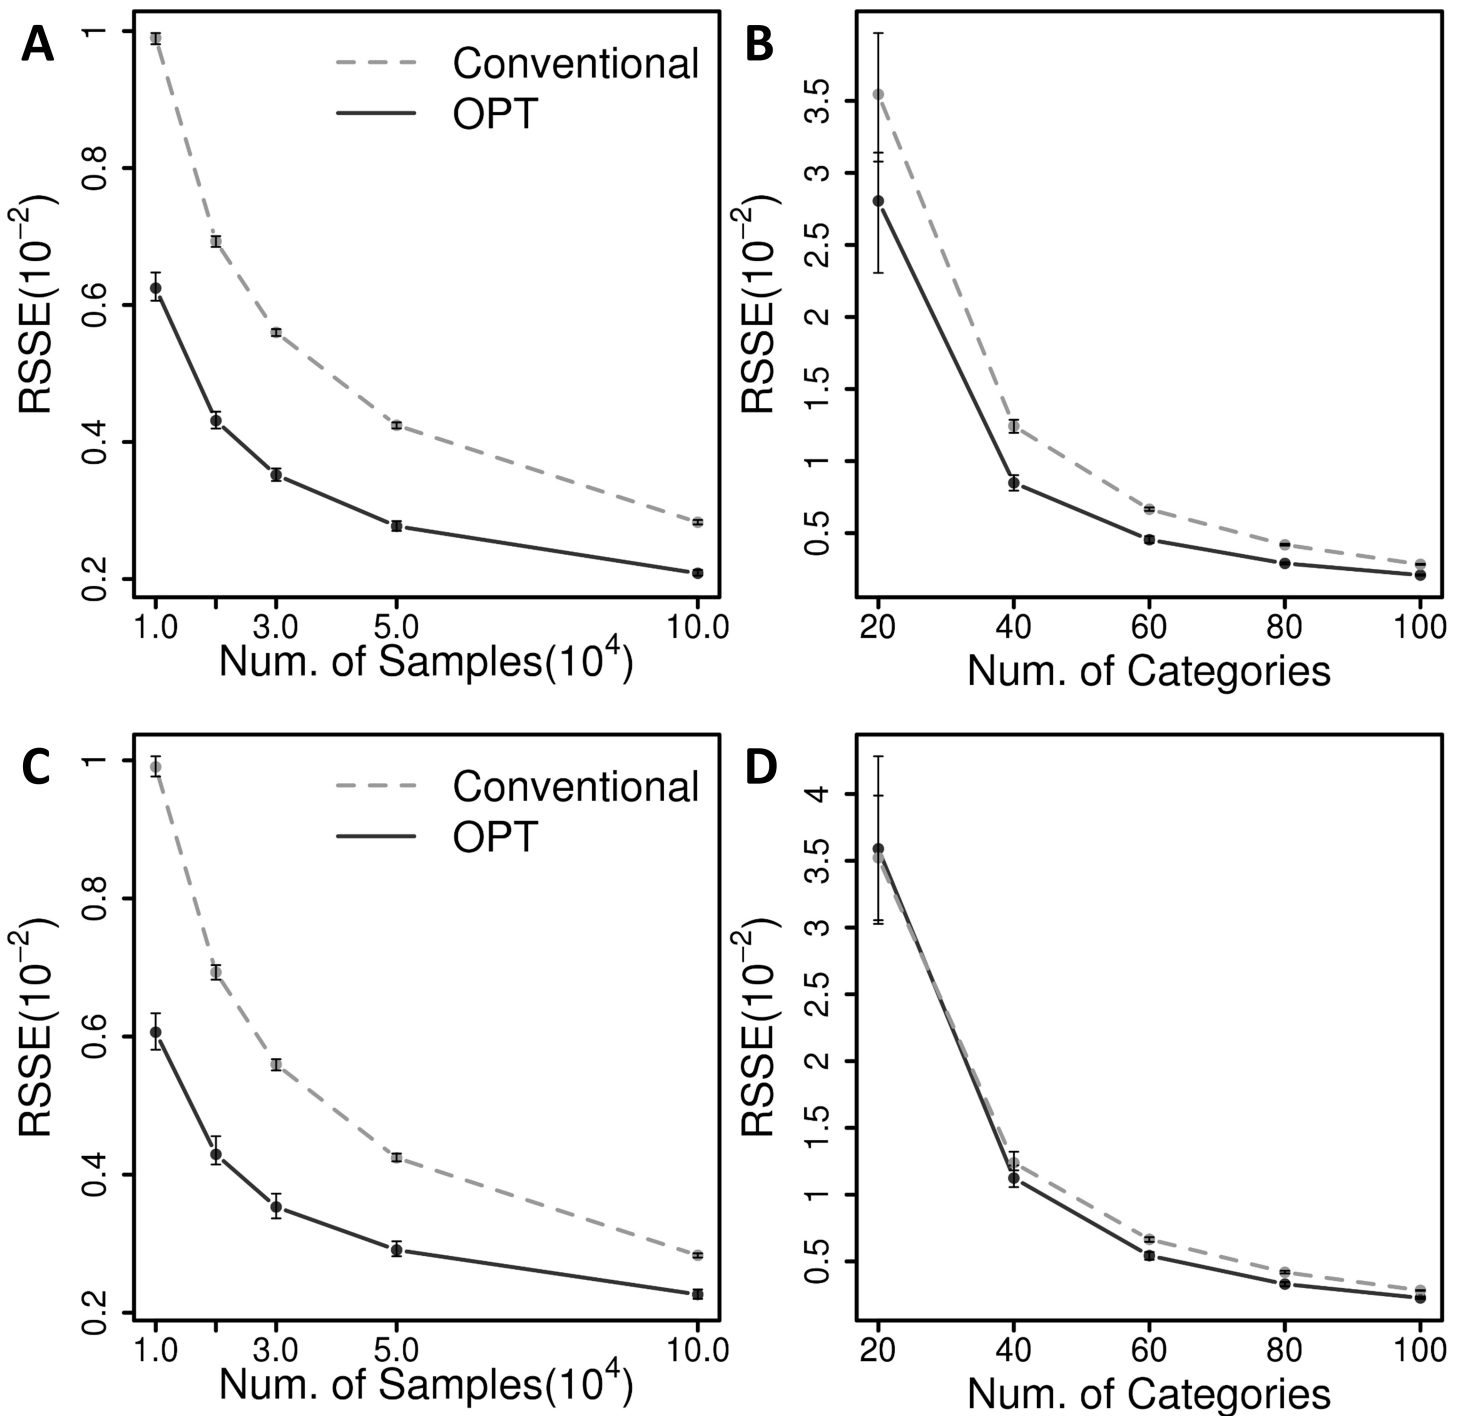 A
Conventional
OPT
RSSE(10⁻²)
1
0.8
0.6
0.4
0.2
1.0 3.0 5.0 10.0
Num. of Samples(10⁴)
B
RSSE(10⁻²)
3.5
3
2.5
2
1.5
1
0.5
20 40 60 80 100
Num. of Categories
C
Conventional
OPT
RSSE(10⁻²)
1
0.8
0.6
0.4
0.2
1.0 3.0 5.0 10.0
Num. of Samples(10⁴)
D
RSSE(10⁻²)
4
3.5
3
2.5
2
1.5
1
0.5
20 40 60 80 100
Num. of Categories